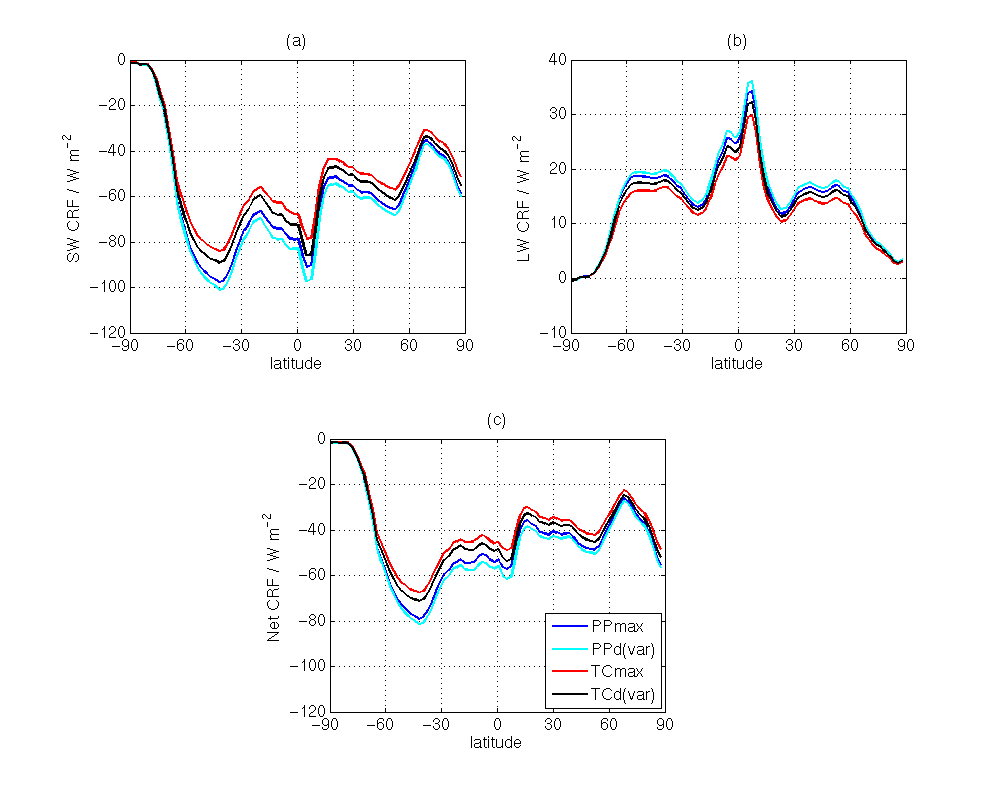 (a)
SW CRF / W m⁻²
0
−20
−40
−60
−80
−100
−120
−90 −60 −30 0 30 60 90
latitude
(b)
LW CRF / W m⁻²
40
30
20
10
0
−10
−90 −60 −30 0 30 60 90
latitude
(c)
Net CRF / W m⁻²
0
−20
−40
−60
−80
−100
−120
−90 −60 −30 0 30 60 90
latitude
PPmax
PPd(var)
TCmax
TCd(var)